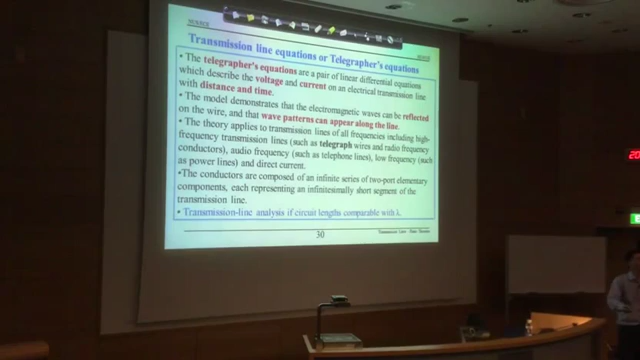 Transmission line equations or Telegrapher's equations
• The telegrapher's equations are a pair of linear differential equations
which describe the voltage and current on an electrical transmission line
with distance and time.
• The model demonstrates that the electromagnetic waves can be reflected
on the wire, and that wave patterns can appear along the line.
• The theory applies to transmission lines of all frequencies including high-
frequency transmission lines (such as telegraph wires and radio frequency
conductors), audio frequency (such as telephone lines), low frequency (such
as power lines) and direct current.
• The conductors are composed of an infinite series of two-port elementary
components, each representing an infinitesimally short segment of the
transmission line.
• Transmission-line analysis if circuit lengths comparable with λ.
30
20